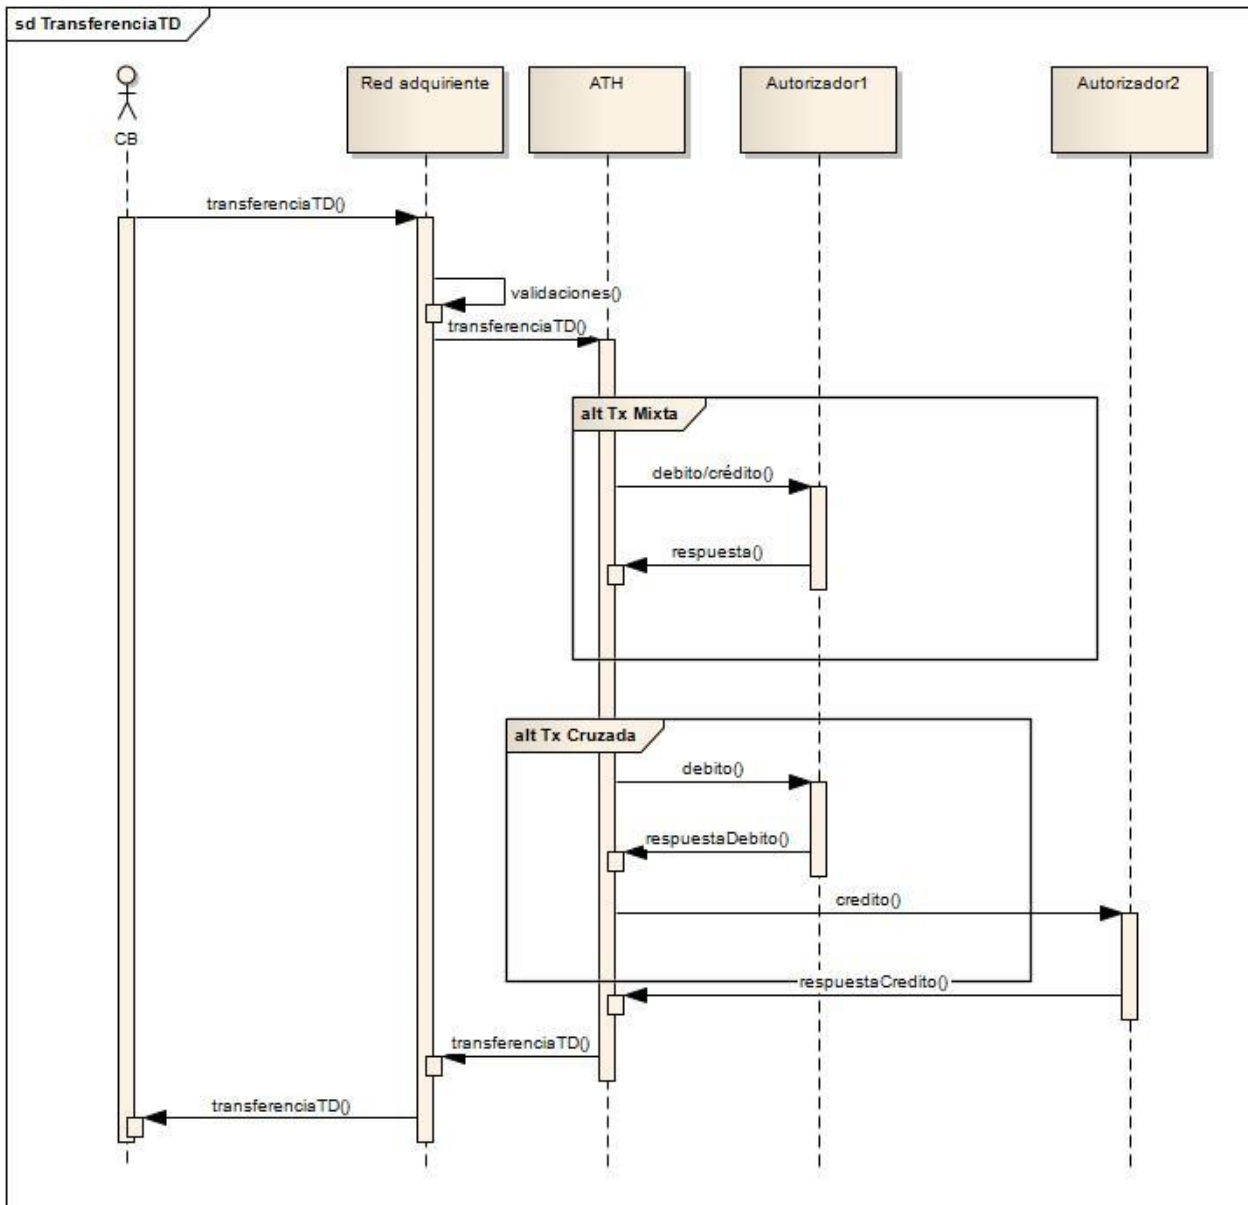 sd TransferenciaTD
CB
Red adquiriente
ATH
Autorizador1
Autorizador2
transferenciaTD()
validaciones()
transferenciaTD()
alt Tx Mixta
debito/crédito()
respuesta()
alt Tx Cruzada
debito()
respuestaDebito()
credito()
respuestaCredito()
transferenciaTD()
transferenciaTD()